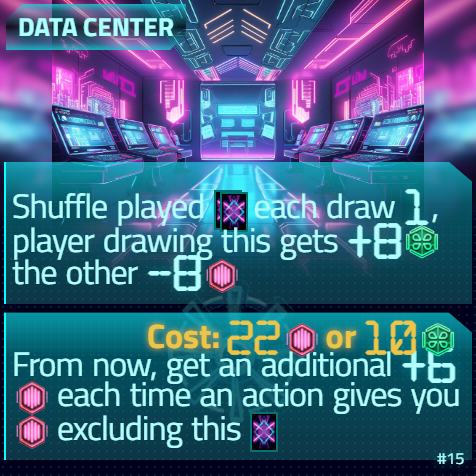 DATA CENTER
Shuffle played each draw 1,
player drawing this gets +8
the other -8
Cost: 22 or 10
From now, get an additional +6
each time an action gives you
excluding this
#15